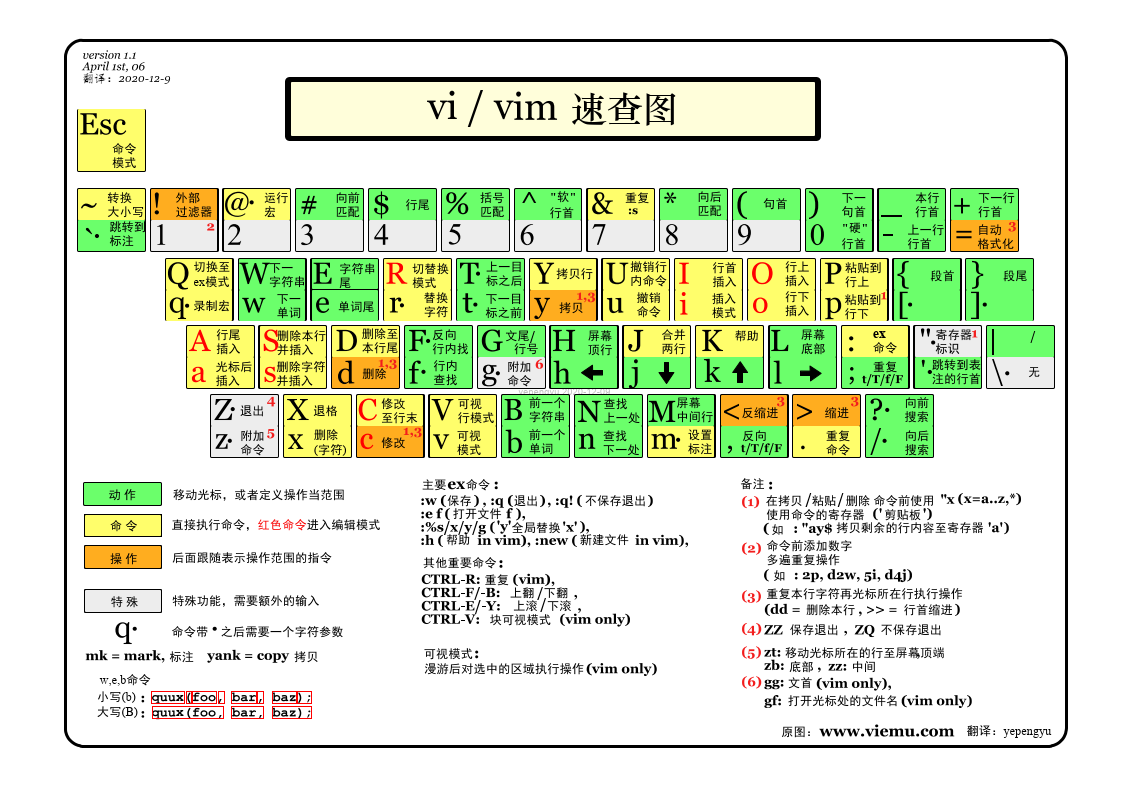 version 1.1
April 1st, 06
翻译：2020-12-9
vi / vim 速查图
Esc 命令
模式
~ 转换
大小写
`· 跳转到
标注
! 外部
过滤器
1 2
@· 运行
宏
2
# 向前
匹配
3
$ 行尾
4
% 括号
匹配
5
^ "软"
行首
6
& 重复
:s
7
* 向后
匹配
8
( 句首
9
) 下一
句首
0 "硬"
行首
_ 本行
行首
- 上一行
行首
+ 下一行
行首
= 自动 3
格式化
Q 切换至
ex模式
q· 录制宏
W 下一
字符串
w 下一
单词
E 字符串
尾
e 单词尾
R 切替换
模式
r· 替换
字符
T· 上一目
标之后
t· 下一目
标之前
Y 拷贝行
y 拷贝 1,3
U 撤销行
内命令
u 撤销
命令
I 行首
插入
i 插入
模式
O 行上
插入
o 行下
插入
P 粘贴到
行上
p 粘贴到 1
行下
{ 段首
[·
} 段尾
]·
A 行尾
插入
a 光标后
插入
S 删除本行
并插入
s 删除字符
并插入
D 删除至
本行尾
d 删除 1,3
F· 反向
行内找
f· 行内
查找
G 文尾/
行号
g· 附加 6
命令
H 屏幕
顶行
h ←
J 合并
两行
j ↓
K 帮助
k ↑
L 屏幕
底部
l →
: ex
命令
; 重复
t/T/f/F
"· 寄存器 1
标识
'· 跳转到表
注的行首
| /
\· 无
yepengyu 2020-12-09
Z· 退出 4
z· 附加 5
命令
X 退格
x 删除
(字符)
C 修改
至行末
c 修改 1,3
V 可视
行模式
v 可视
模式
B 前一个
字符串
b 前一个
单词
N 查找
上一处
n 查找
下一处
M 屏幕
中间行
m· 设置
标注
< 反缩进 3
, 反向
t/T/f/F
> 缩进 3
. 重复
命令
?· 向前
搜索
/· 向后
搜索
动 作 移动光标，或者定义操作当范围
命 令 直接执行命令，红色命令进入编辑模式
操 作 后面跟随表示操作范围的指令
特 殊 特殊功能，需要额外的输入
q· 命令带 · 之后需要一个字符参数
mk = mark, 标注 yank = copy 拷贝
w,e,b命令
小写(b)：quux(foo, bar, baz);
大写(B)：quux(foo, bar, baz);
主要ex命令：
:w (保存) , :q (退出), :q! ( 不保存退出)
:e f ( 打开文件 f ),
:%s/x/y/g ('y'全局替换 'x'),
:h ( 帮助 in vim), :new ( 新建文件 in vim),
其他重要命令：
CTRL-R: 重复 (vim),
CTRL-F/-B: 上翻 /下翻 ,
CTRL-E/-Y: 上滚 /下滚 ,
CTRL-V: 块可视模式 (vim only)
可视模式：
漫游后对选中的区域执行操作 (vim only)
备注：
(1) 在拷贝 /粘贴/ 删除 命令前使用 "x (x=a..z,*)
使用命令的寄存器 ('剪贴板')
( 如 : "ay$ 拷贝剩余的行内容至寄存器 'a')
(2) 命令前添加数字
多遍重复操作
( 如 : 2p, d2w, 5i, d4j)
(3) 重复本行字符再光标所在行执行操作
(dd = 删除本行 , >> = 行首缩进 )
(4) ZZ 保存退出 , ZQ 不保存退出
(5) zt: 移动光标所在的行至屏幕顶端
zb: 底部 , zz: 中间
(6) gg: 文首 (vim only),
gf: 打开光标处的文件名 (vim only)
原图：www.viemu.com 翻译：yepengyu